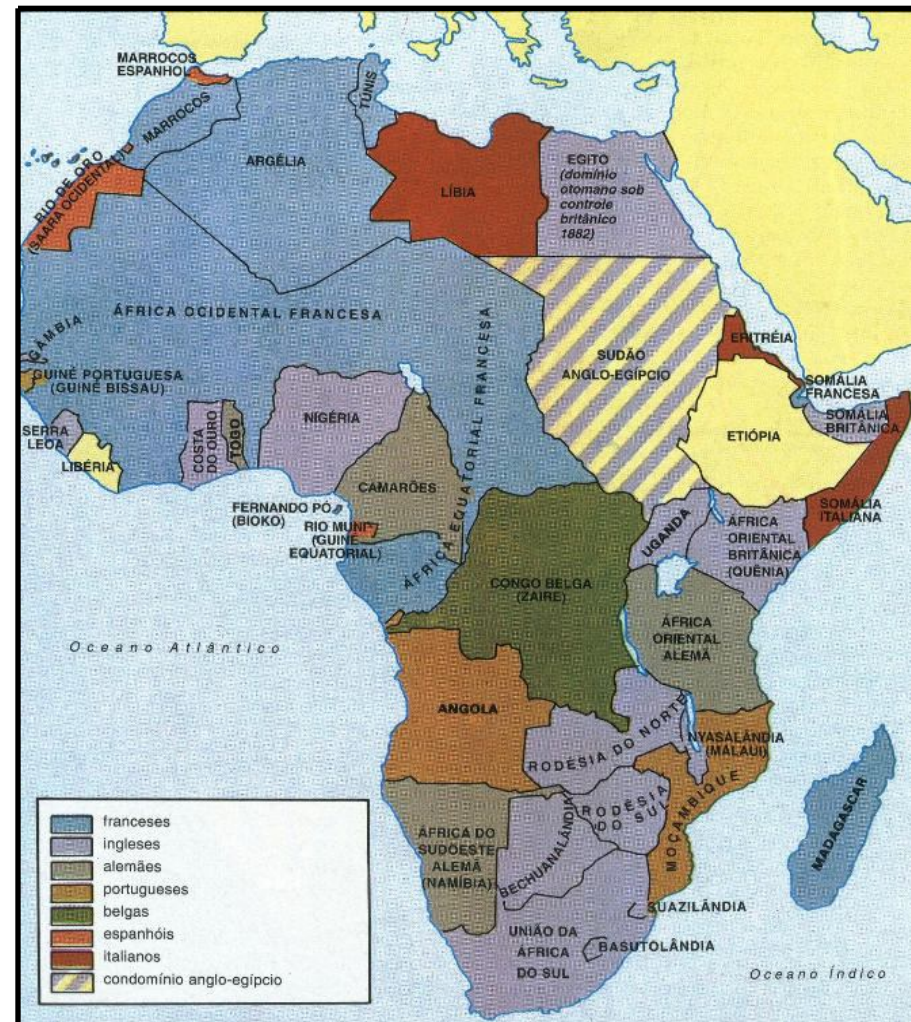 MARROCOS
ESPANHOL
MARROCOS
TÚNIS
RIO DE ORO
(SAARA OCIDENTAL)
ARGÉLIA
LÍBIA
EGITO
(domínio
otomano sob
controle
britânico
1882)
ÁFRICA OCIDENTAL FRANCESA
GÂMBIA
GUINÉ PORTUGUESA
(GUINÉ BISSAU)
SERRA
LEOA
LIBÉRIA
COSTA
DO OURO
TOGO
NIGÉRIA
CAMARÕES
ÁFRICA EQUATORIAL FRANCESA
SUDÃO
ANGLO-EGÍPCIO
ERITRÉIA
SOMÁLIA
FRANCESA
SOMÁLIA
BRITÂNICA
ETIÓPIA
SOMÁLIA
ITALIANA
FERNANDO PÓ
(BIOKO)
RIO MUNI
(GUINÉ
EQUATORIAL)
UGANDA
ÁFRICA
ORIENTAL
BRITÂNICA
(QUÊNIA)
CONGO BELGA
(ZAIRE)
ÁFRICA
ORIENTAL
ALEMÃ
Oceano Atlântico
ANGOLA
RODÉSIA DO NORTE
NYASALÂNDIA
(MALAUI)
RODÉSIA
DO SUL
MOÇAMBIQUE
MADAGASCAR
ÁFRICA DO
SUDOESTE
ALEMÃ
(NAMÍBIA)
BECHUANALÂNDIA
SUAZILÂNDIA
UNIÃO DA
ÁFRICA
DO SUL
BASUTOLÂNDIA
Oceano Índico
franceses
ingleses
alemães
portugueses
belgas
espanhóis
italianos
condomínio anglo-egípcio